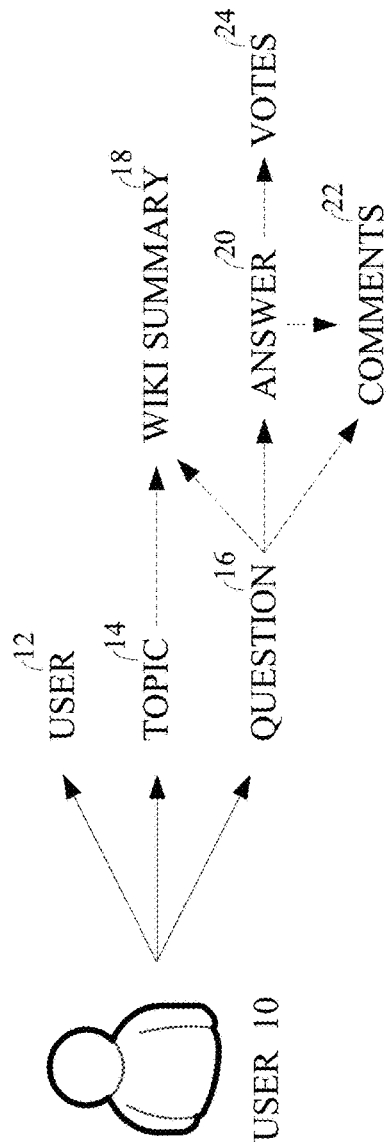 USER 10
USER 12
TOPIC 14
QUESTION 16
WIKI SUMMARY 18
ANSWER 20
COMMENTS 22
VOTES 24